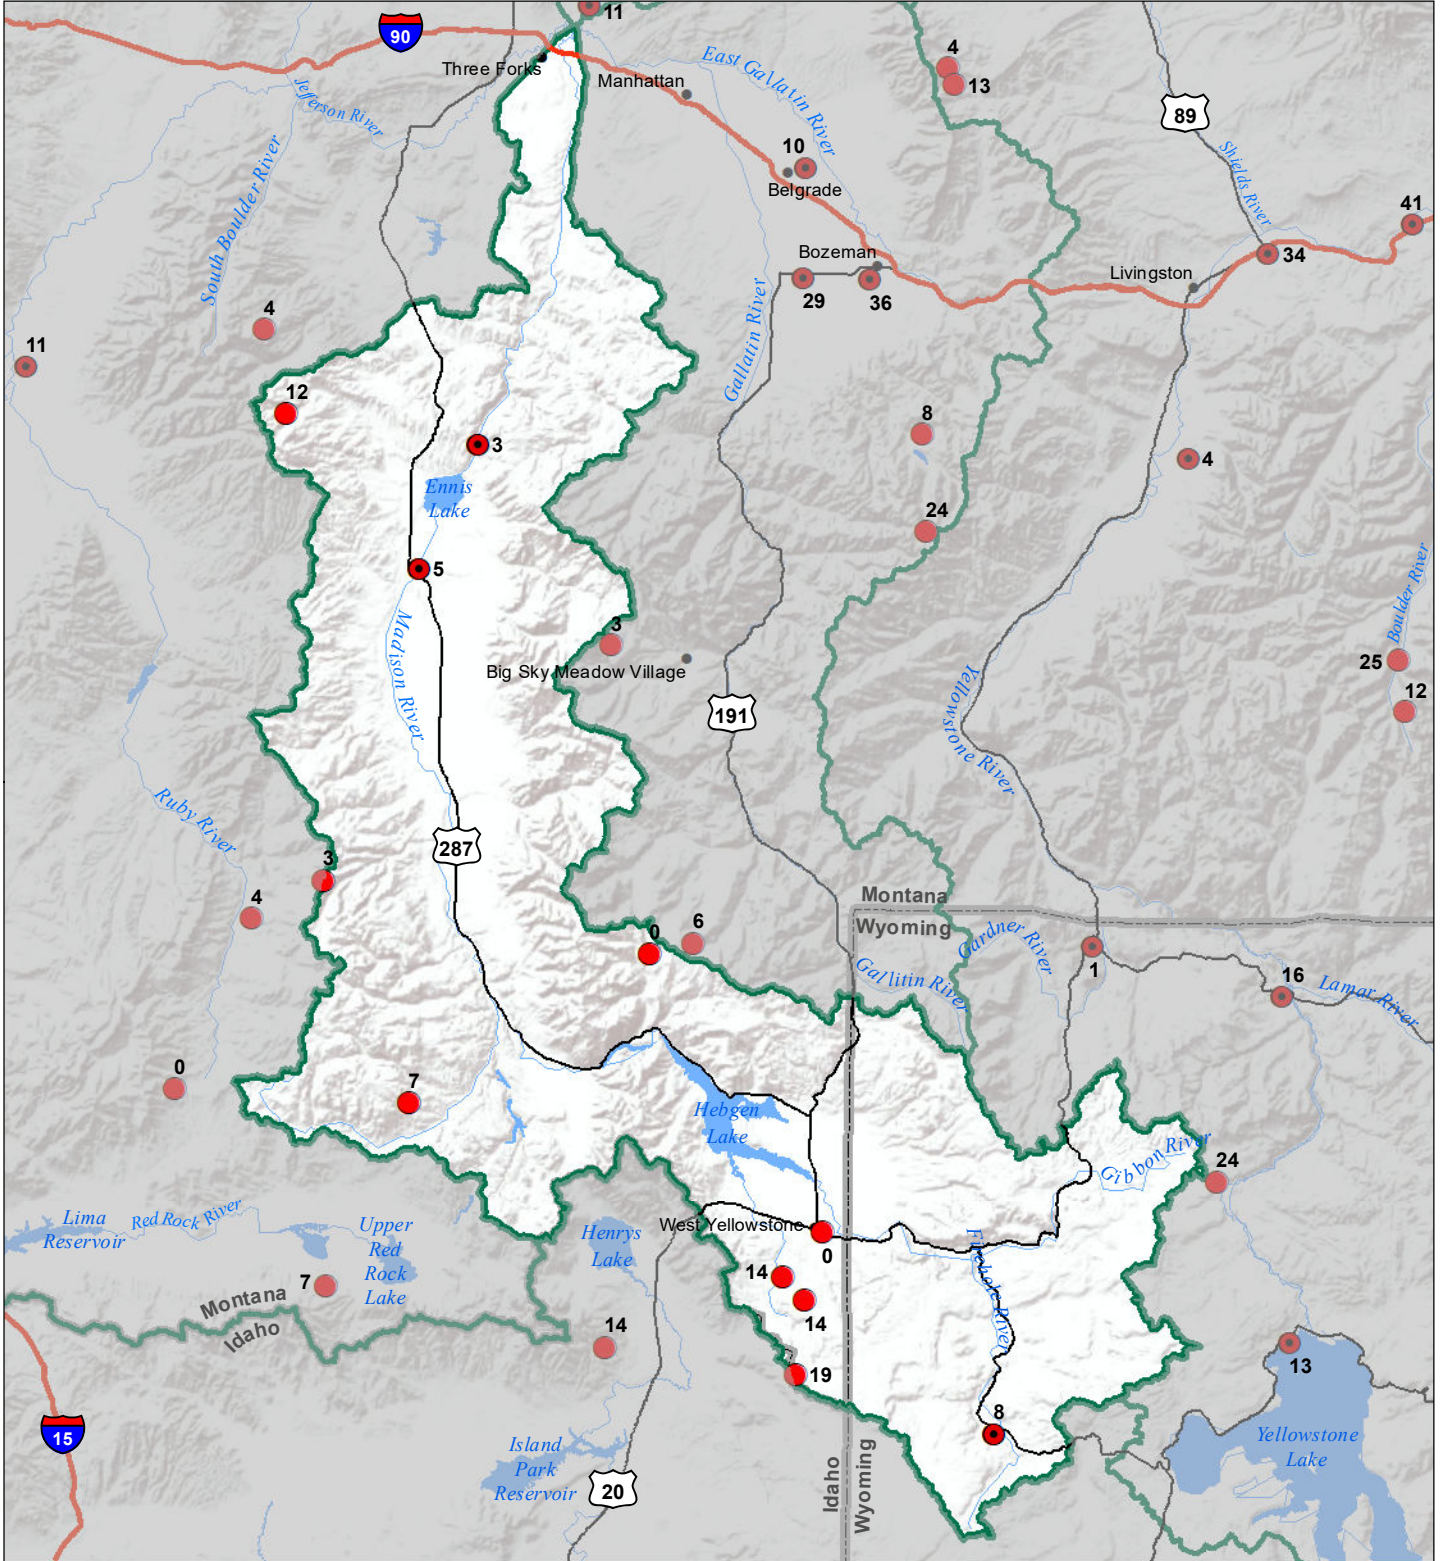 11
90
Three Forks
Manhattan
East Gallatin River
4
13
89
Jefferson River
South Boulder River
10
Belgrade
Shields River
41
Bozeman
34
Livingston
29
36
Gallatin River
4
11
12
8
3
4
Ennis
Lake
24
5
Madison River
Boulder River
3
25
Big Sky Meadow Village
12
191
Yellowstone River
Ruby River
287
3
4
Montana
Wyoming
0
6
Gardner River
1
Gallitin River
16
Lamar River
0
7
Hebgen
Lake
Gibbon River
24
Lima
Reservoir
Red Rock River
Upper
Red
Rock
Lake
Henrys
Lake
West Yellowstone
0
Firehole River
14
14
7
Montana
Idaho
14
19
13
8
15
Island
Park
Reservoir
20
Idaho
Wyoming
Yellowstone
Lake